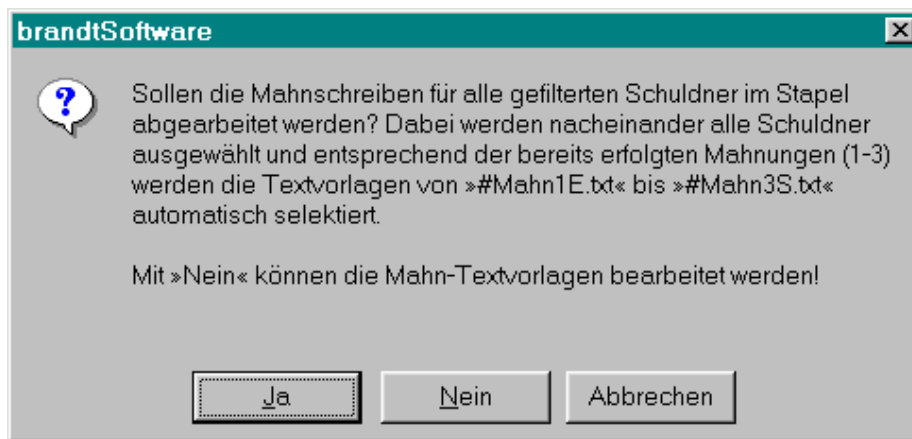 brandtSoftware
Sollen die Mahnschreiben für alle gefilterten Schuldner im Stapel
abgearbeitet werden? Dabei werden nacheinander alle Schuldner
ausgewählt und entsprechend der bereits erfolgten Mahnungen (1-3)
werden die Textvorlagen von »#Mahn1E.txt« bis »#Mahn3S.txt«
automatisch selektiert.
Mit »Nein« können die Mahn-Textvorlagen bearbeitet werden!
Ja Nein Abbrechen